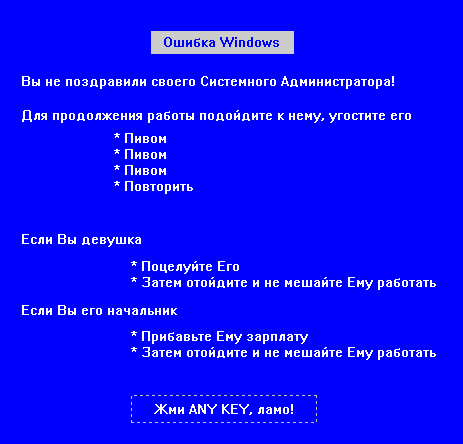 Ошибка Windows
Вы не поздравили своего Системного Администратора!
Для продолжения работы подойдите к нему, угостите его
* Пивом
* Пивом
* Пивом
* Повторить
Если Вы девушка
* Поцелуйте Его
* Затем отойдите и не мешайте Ему работать
Если Вы его начальник
* Прибавьте Ему зарплату
* Затем отойдите и не мешайте Ему работать
Жми ANY KEY, ламо!